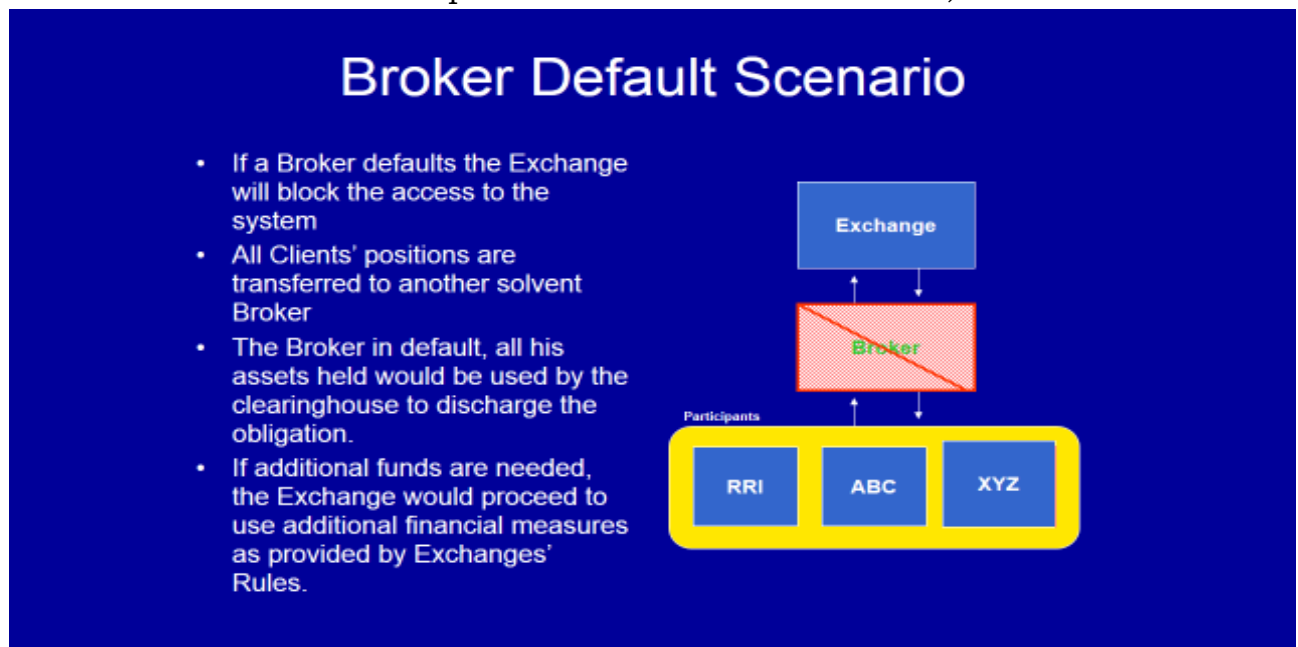 Broker Default Scenario
• If a Broker defaults the Exchange
will block the access to the
system
• All Clients' positions are
transferred to another solvent
Broker
• The Broker in default, all his
assets held would be used by the
clearinghouse to discharge the
obligation.
• If additional funds are needed,
the Exchange would proceed to
use additional financial measures
as provided by Exchanges'
Rules.
Exchange
Broker
Participants
RRI
ABC
XYZ